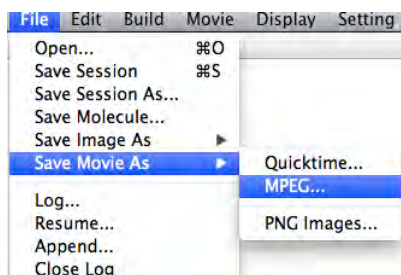 File Edit Build Movie Display Setting
Open... ⌘O
Save Session ⌘S
Save Session As...
Save Molecule...
Save Image As ▶
Save Movie As ▶
Quicktime...
MPEG...
PNG Images...
Log...
Resume...
Append...
Close Log